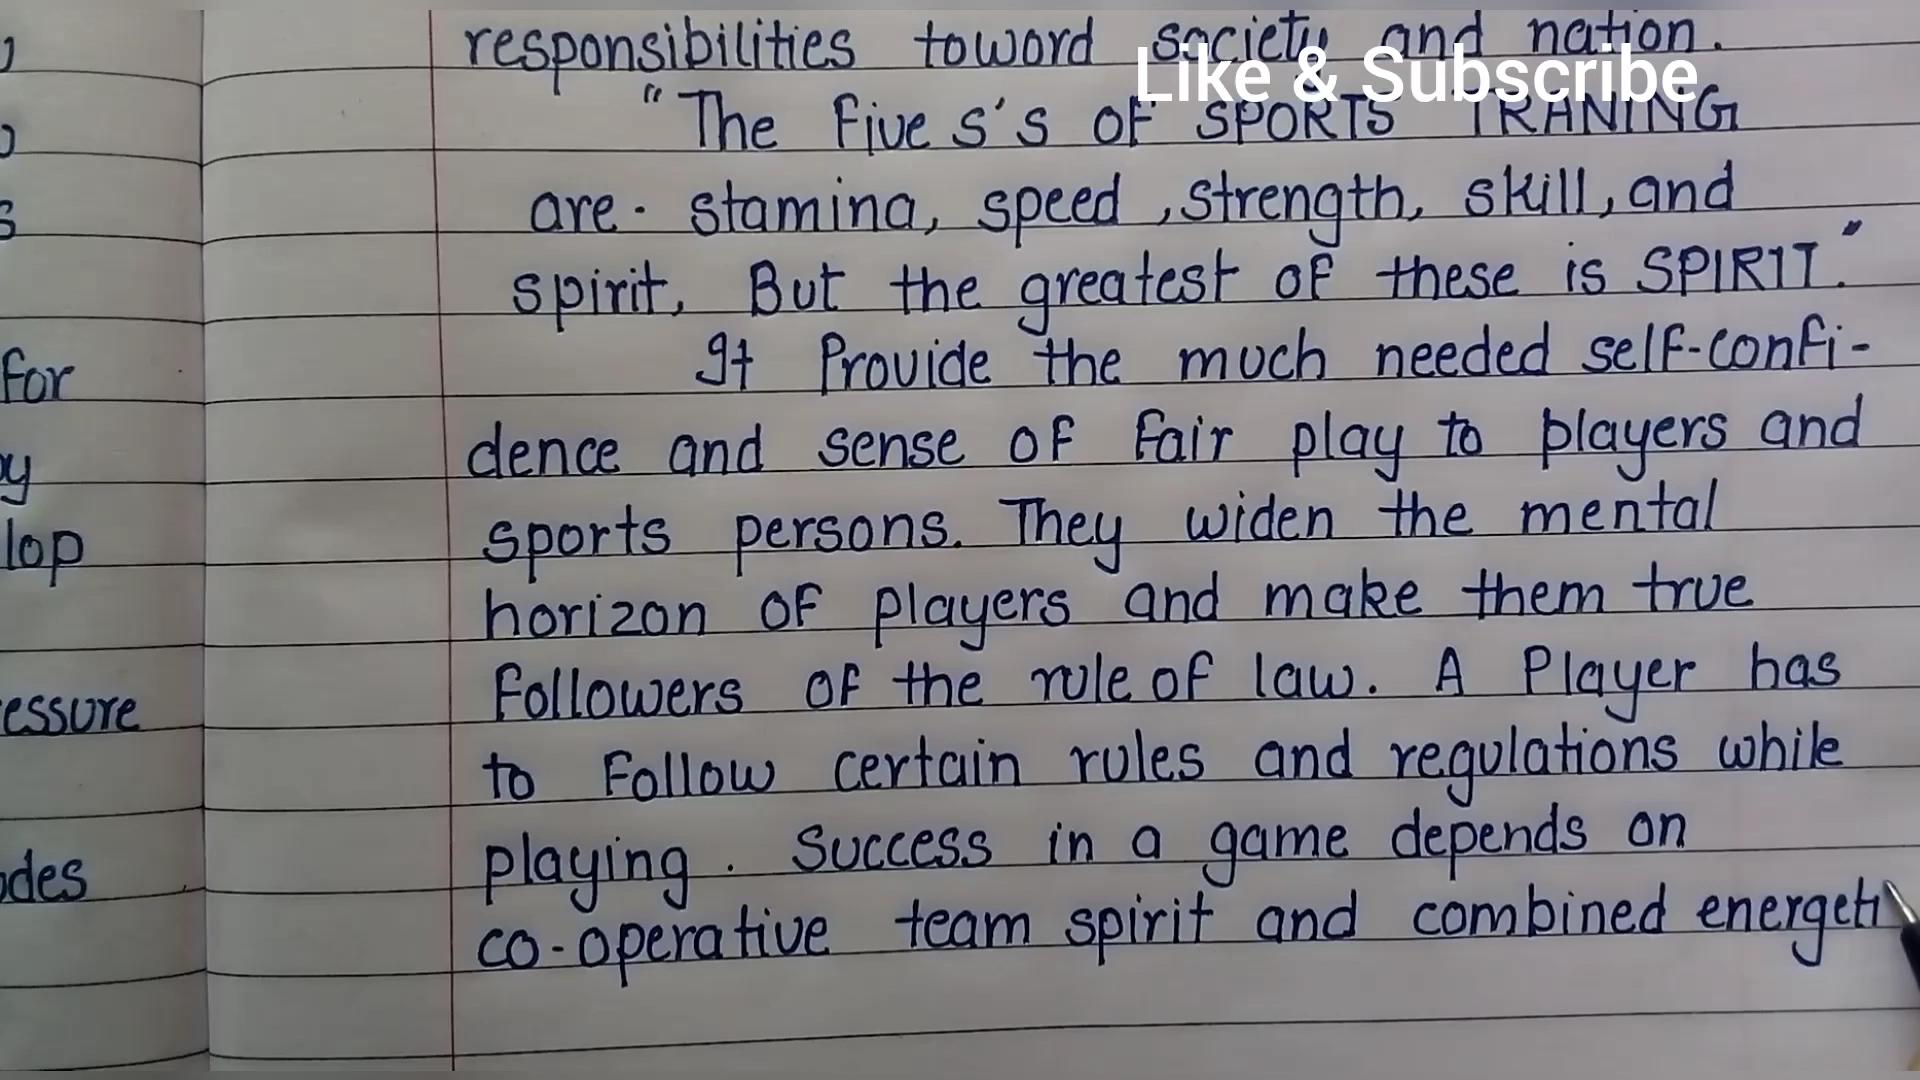 responsibilities toword society and nation.
Like & Subscribe
"The Five s's OF SPORTS TRANING
are. stamina, speed, strength, skill, and
spirit, But the greatest of these is SPIRIT."
It Provide the much needed self-confi-
dence and sense of fair play to players and
sports persons. They widen the mental
horizon of players and make them true
followers of the rule of law. A Player has
to follow certain rules and regulations while
playing. Success in a game depends on
co-operative team spirit and combined energeti
for
essure